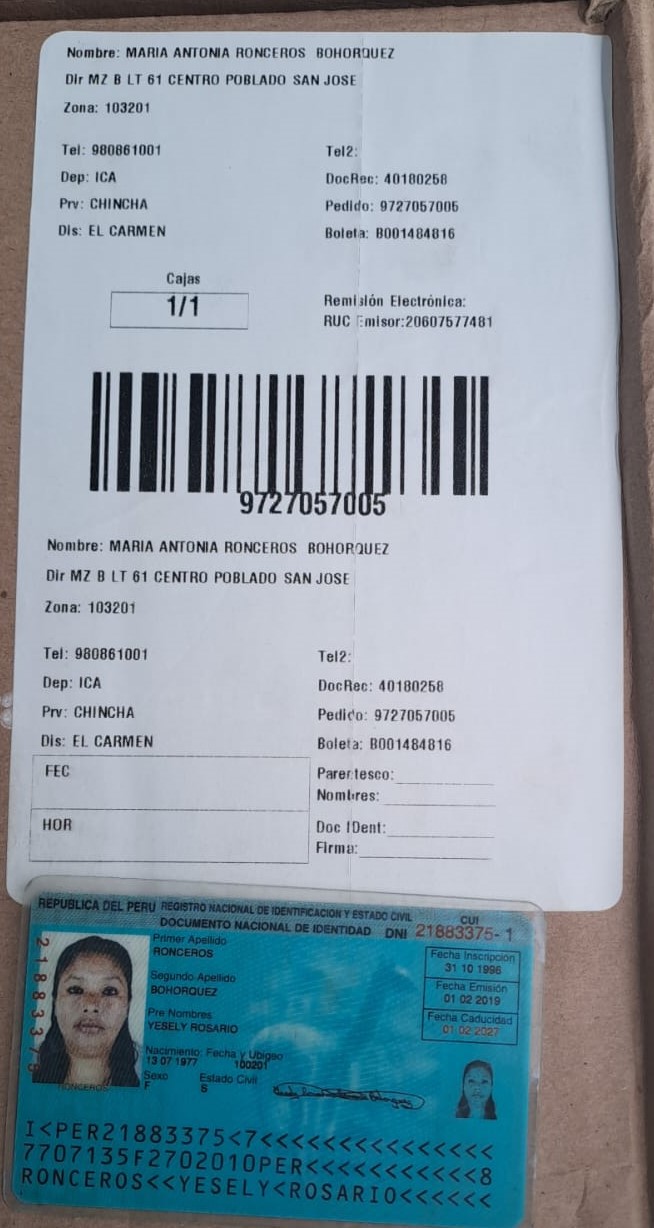 Nombre: MARIA ANTONIA RONCEROS BOHORQUEZ
Dir MZ B LT 61 CENTRO POBLADO SAN JOSE
Zona: 103201
Tel: 980861001 Tel2:
Dep: ICA DocRec: 40180258
Prv: CHINCHA Pedido: 9727057005
Dis: EL CARMEN Boleta: B001484816
Cajas
1/1
Remisión Electrónica:
RUC Emisor:20607577481
9727057005
Nombre: MARIA ANTONIA RONCEROS BOHORQUEZ
Dir MZ B LT 61 CENTRO POBLADO SAN JOSE
Zona: 103201
Tel: 980861001 Tel2:
Dep: ICA DocRec: 40180258
Prv: CHINCHA Pedido: 9727057005
Dis: EL CARMEN Boleta: B001484816
FEC Parentesco:
Nombres:
HOR Doc IDent:
Firma:
REPUBLICA DEL PERU REGISTRO NACIONAL DE IDENTIFICACION Y ESTADO CIVIL CUI
DOCUMENTO NACIONAL DE IDENTIDAD DNI 21883375-1
Primer Apellido
RONCEROS
Segundo Apellido
BOHORQUEZ
Pre Nombres
YESELY ROSARIO
Nacimiento: Fecha y Ubigeo
13 07 1977 100201
Sexo Estado Civil
F S
Fecha Inscripción
31 10 1996
Fecha Emisión
01 02 2019
Fecha Caducidad
01 02 2027
RONCEROS
I<PER21883375<7<<<<<<<<<<<<<<<
7707135F2702010PER<<<<<<<<<<<8
RONCEROS<<YESELY<ROSARIO<<<<<<